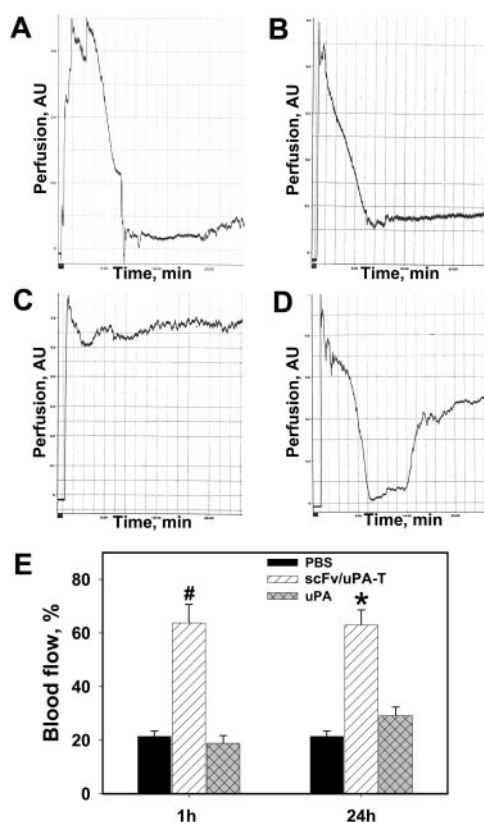 A
Perfusion, AU
Time, min
B
Perfusion, AU
Time, min
C
Perfusion, AU
Time, min
D
Perfusion, AU
Time, min
E
PBS
scFv/uPA-T
uPA
Blood flow, %
80
60
40
20
0
#
*
1h
24h